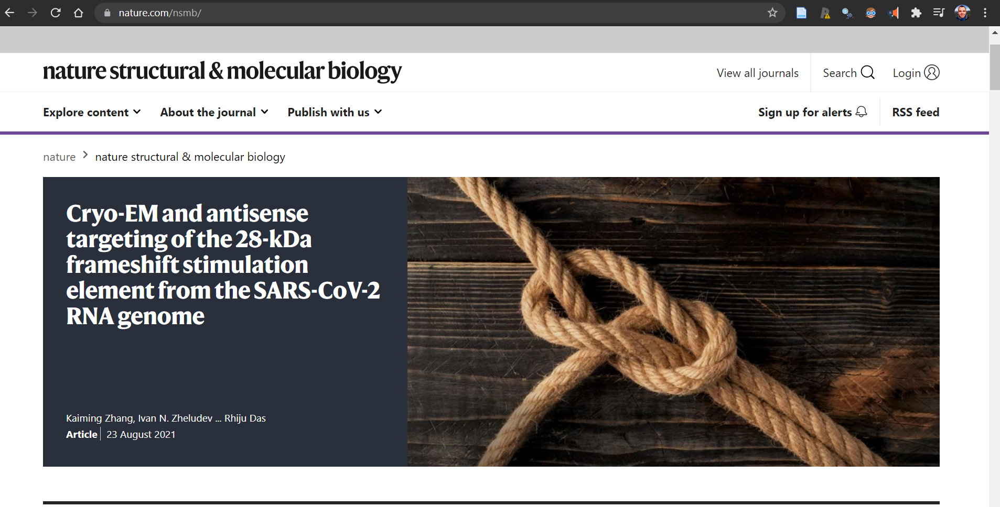 nature.com/nsmb/
nature structural & molecular biology
View all journals
Search
Login
Explore content
About the journal
Publish with us
Sign up for alerts
RSS feed
nature
nature structural & molecular biology
Cryo-EM and antisense
targeting of the 28-kDa
frameshift stimulation
element from the SARS-CoV-2
RNA genome
Kaiming Zhang, Ivan N. Zheludev ... Rhiju Das
Article
23 August 2021